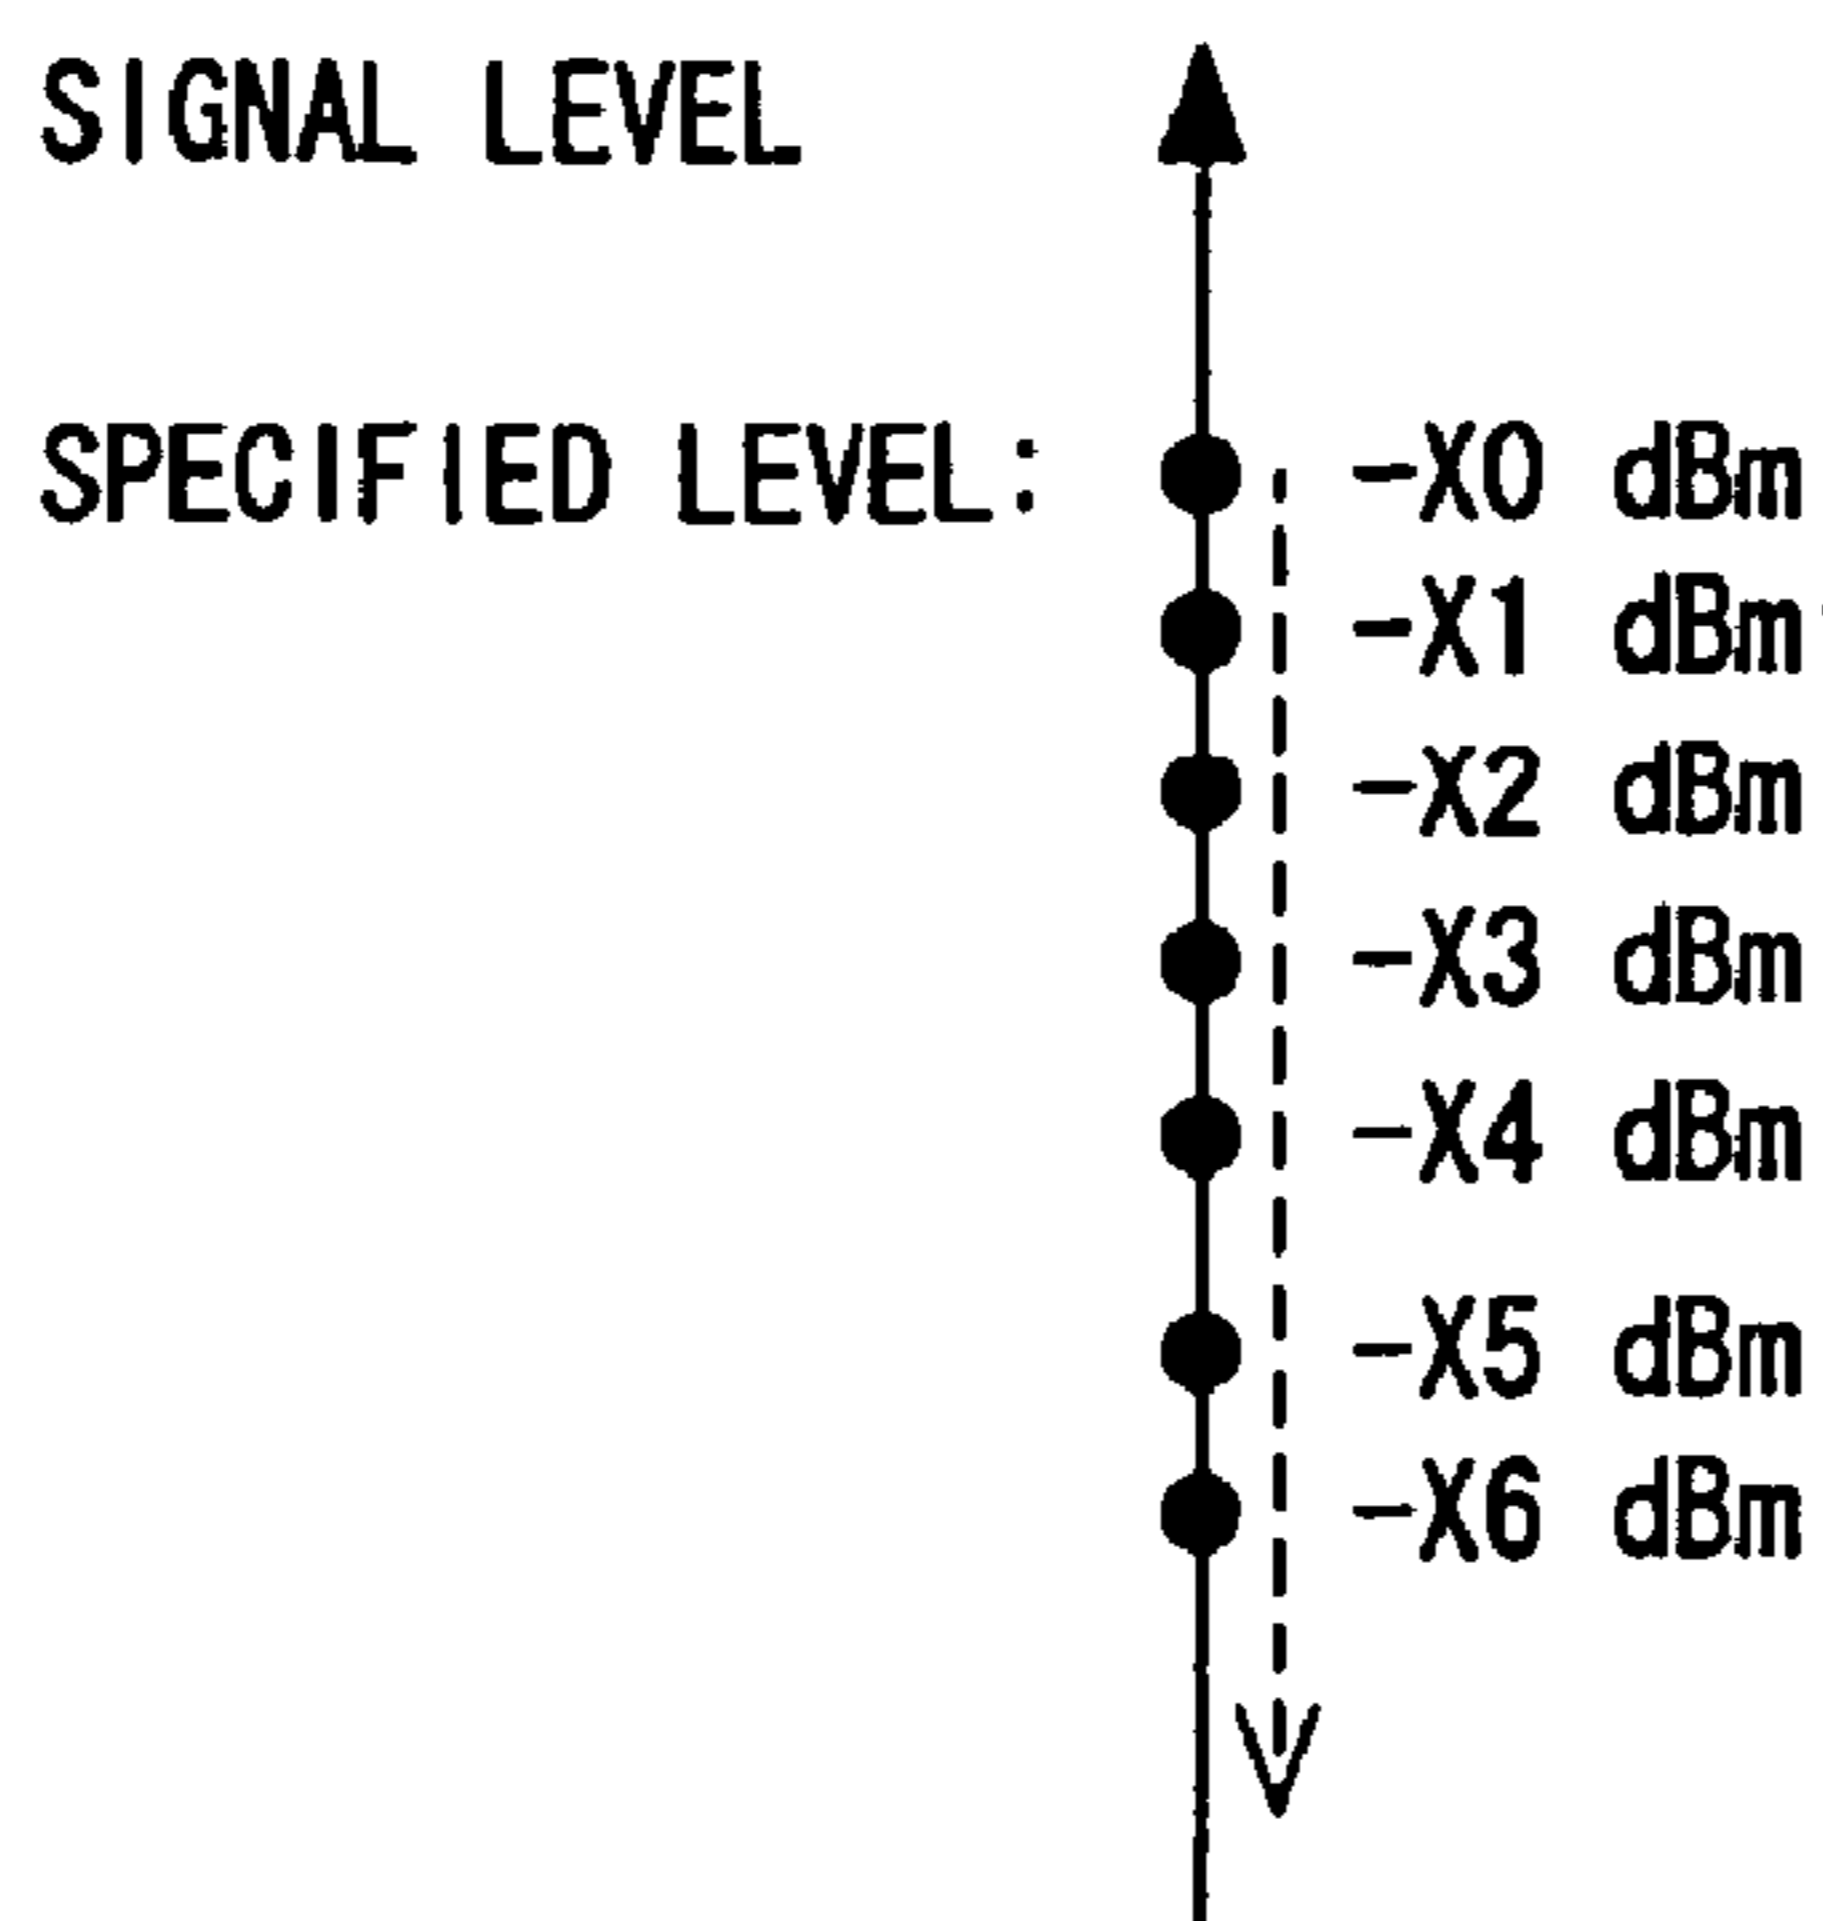 SIGNAL LEVEL
SPECIFIED LEVEL: -X0 dBm
-X1 dBm
-X2 dBm
-X3 dBm
-X4 dBm
-X5 dBm
-X6 dBm